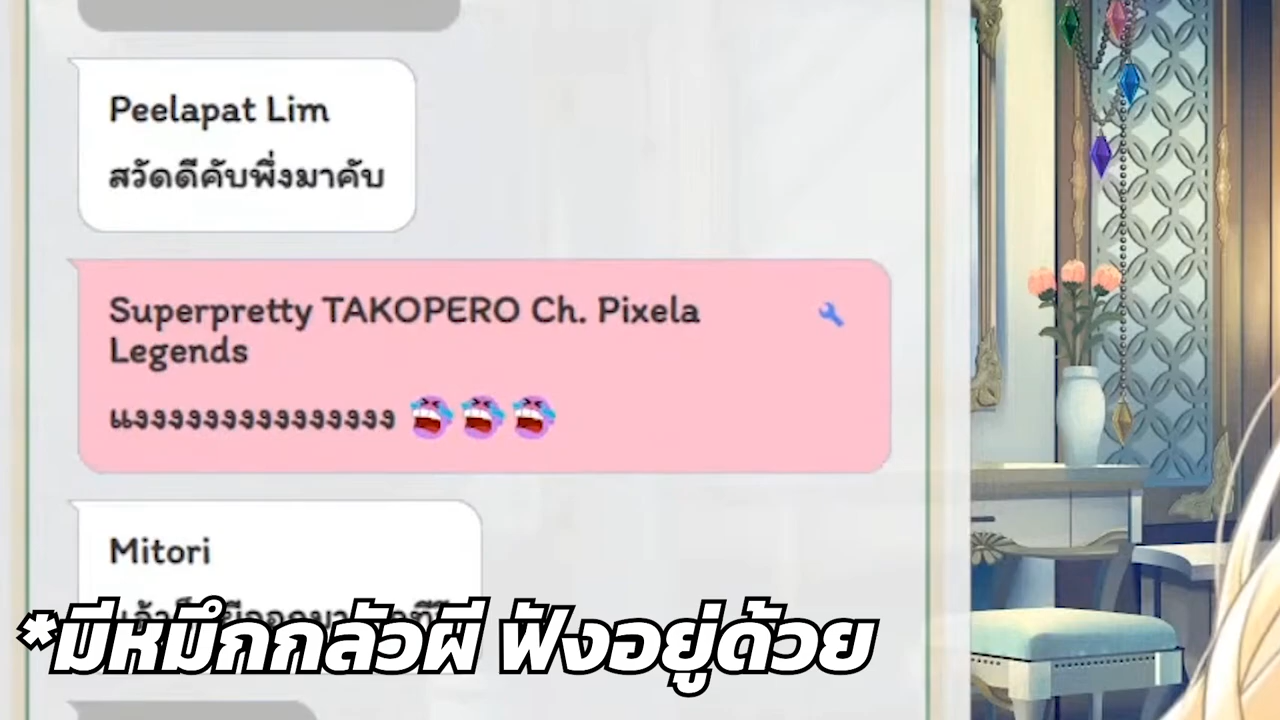 Peelapat Lim
สวัดดีคับพึ่งมาคับ
Superpretty TAKOPERO Ch. Pixela
Legends
แงงงงงงงงงงงงงงงง
Mitori
*มีหมึกกลัวผี ฟังอยู่ด้วย